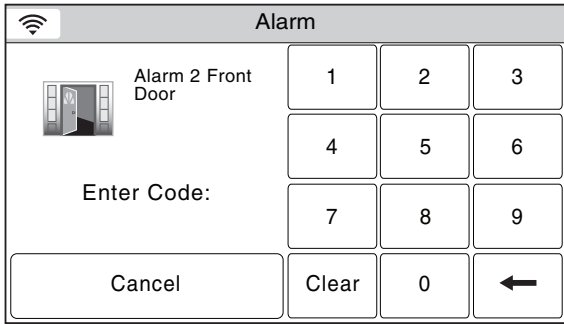 Alarm
Alarm 2 Front
Door
1 2 3
4 5 6
Enter Code:
7 8 9
Cancel Clear 0